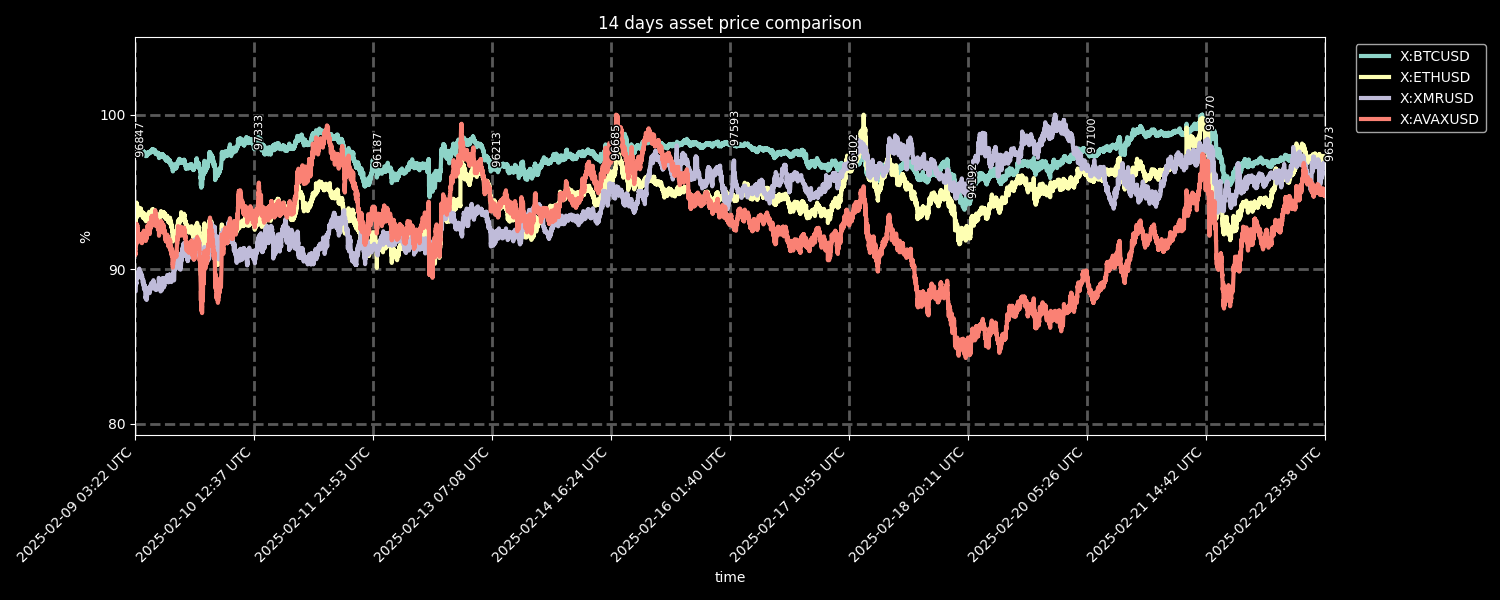 14 days asset price comparison
X:BTCUSD
X:ETHUSD
X:XMRUSD
X:AVAXUSD
100
90
80
%
96847
97333
96187
96213
96685
97593
96102
94192
97100
98570
96573
2025-02-09 03:22 UTC
2025-02-10 12:37 UTC
2025-02-11 21:53 UTC
2025-02-13 07:08 UTC
2025-02-14 16:24 UTC
2025-02-16 01:40 UTC
2025-02-17 10:55 UTC
2025-02-18 20:11 UTC
2025-02-20 05:26 UTC
2025-02-21 14:42 UTC
2025-02-22 23:58 UTC
time